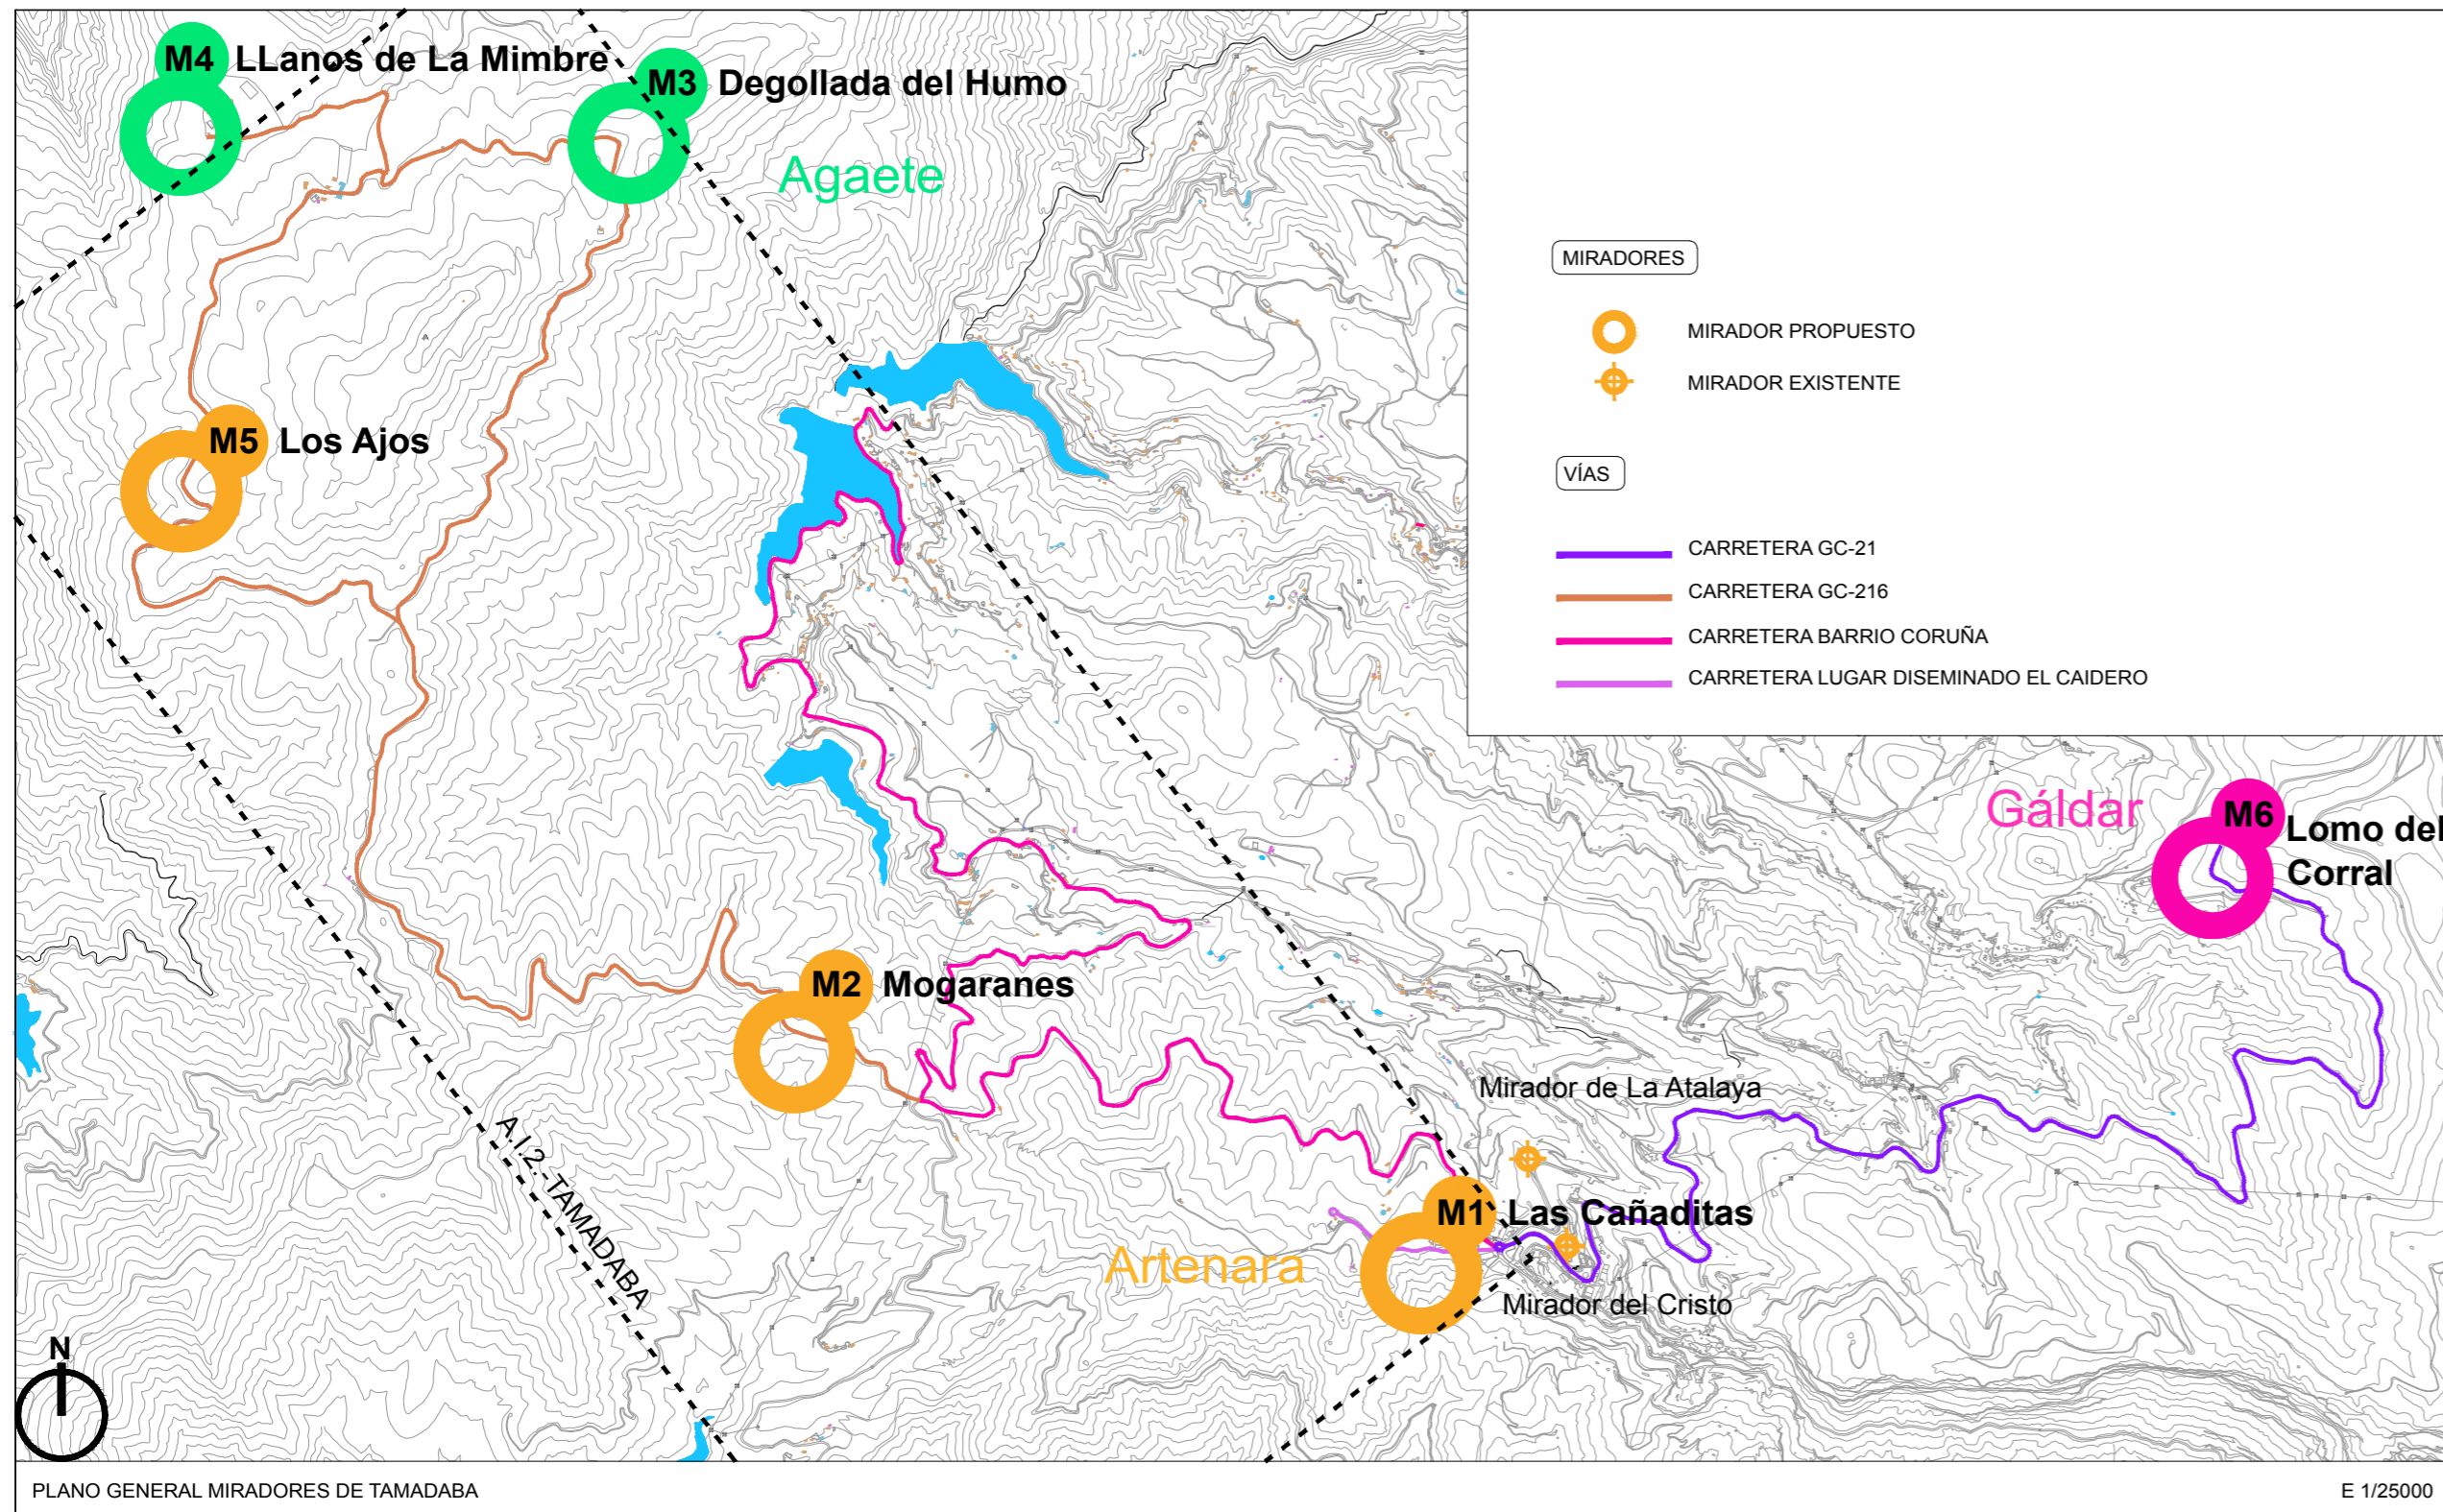 M4 LLanos de La Mimbre
M3 Degollada del Humo
Agaete
MIRADORES
MIRADOR PROPUESTO
MIRADOR EXISTENTE
M5 Los Ajos
VÍAS
CARRETERA GC-21
CARRETERA GC-216
CARRETERA BARRIO CORUÑA
CARRETERA LUGAR DISEMINADO EL CAIDERO
Gáldar
M6 Lomo del
Corral
M2 Mogaranes
Mirador de La Atalaya
A.I.2.-TAMADABA
M1 Las Cañaditas
Artenara
Mirador del Cristo
N
PLANO GENERAL MIRADORES DE TAMADABA
E 1/25000